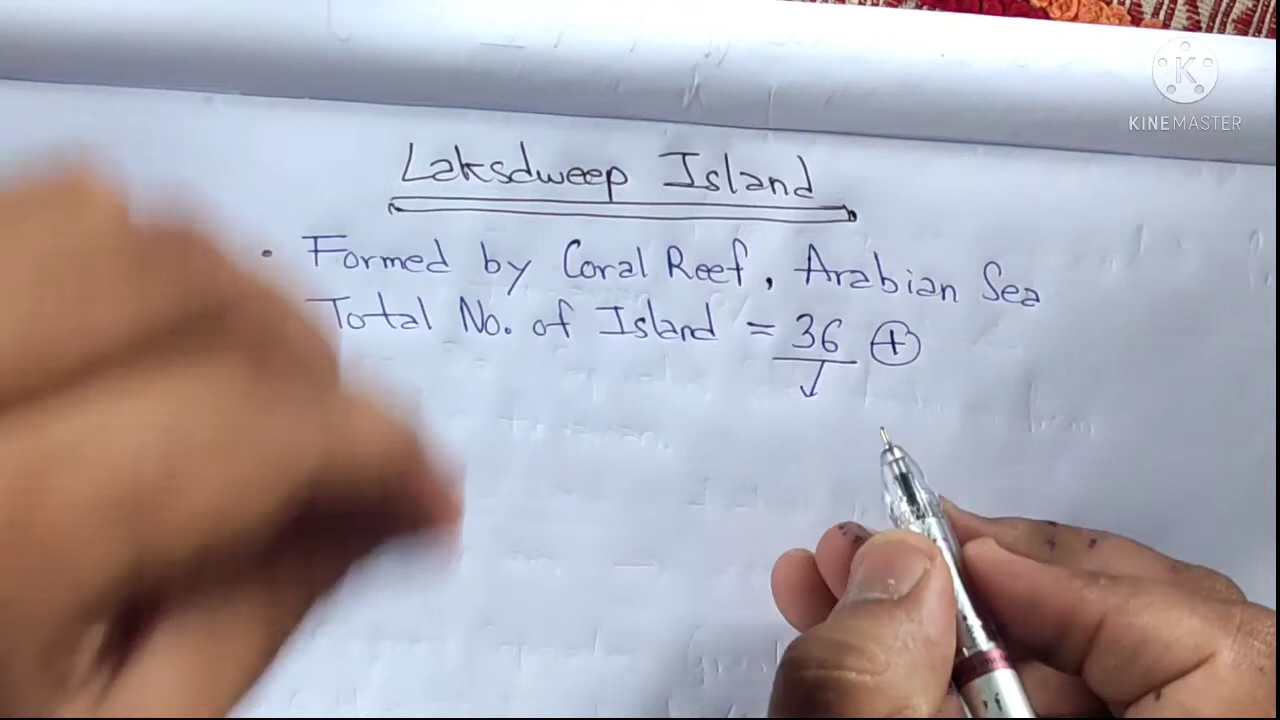 K
KINEMASTER
Laksdweep Island
• Formed by Coral Reef, Arabian Sea
Total No. of Island = 36 ⊕